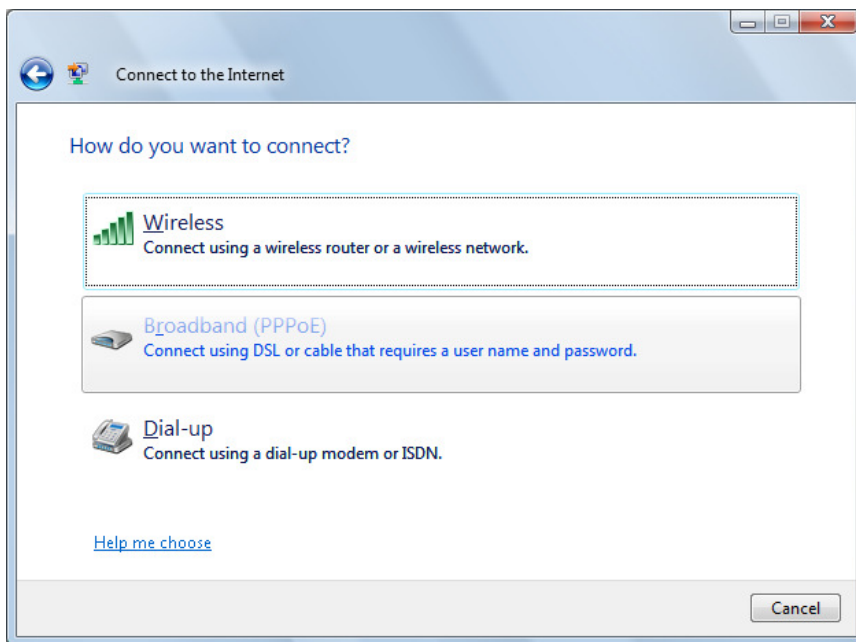 Connect to the Internet
How do you want to connect?
Wireless
Connect using a wireless router or a wireless network.
Broadband (PPPoE)
Connect using DSL or cable that requires a user name and password.
Dial-up
Connect using a dial-up modem or ISDN.
Help me choose
Cancel